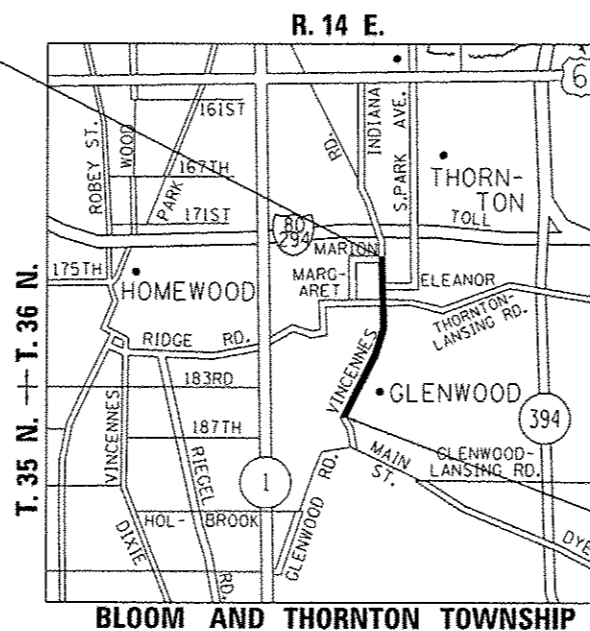 R. 14 E.
6
ROBEY ST.
WOOD
161ST
PARK
167TH
171ST
RD.
INDIANA
S.PARK AVE.
THORN-
TON
TOLL
80
294
MARION
175TH
HOMEWOOD
MARG-
ARET
ELEANOR
THORNTON-
LANSING RD.
RIDGE RD.
183RD
VINCENNES
GLENWOOD
394
VINCENNES
187TH
RIEGEL
RD.
1
MAIN
ST.
GLENWOOD-
LANSING RD.
DIXIE
HOL- BROOK
GLENWOOD RD.
DYE
T. 35 N. T. 36 N.
BLOOM AND THORNTON TOWNSHIP